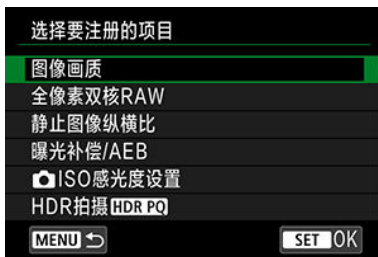 选择要注册的项目
图像画质
全像素双核RAW
静止图像纵横比
曝光补偿/AEB
ISO感光度设置
HDR拍摄 HDR PQ
MENU SET OK